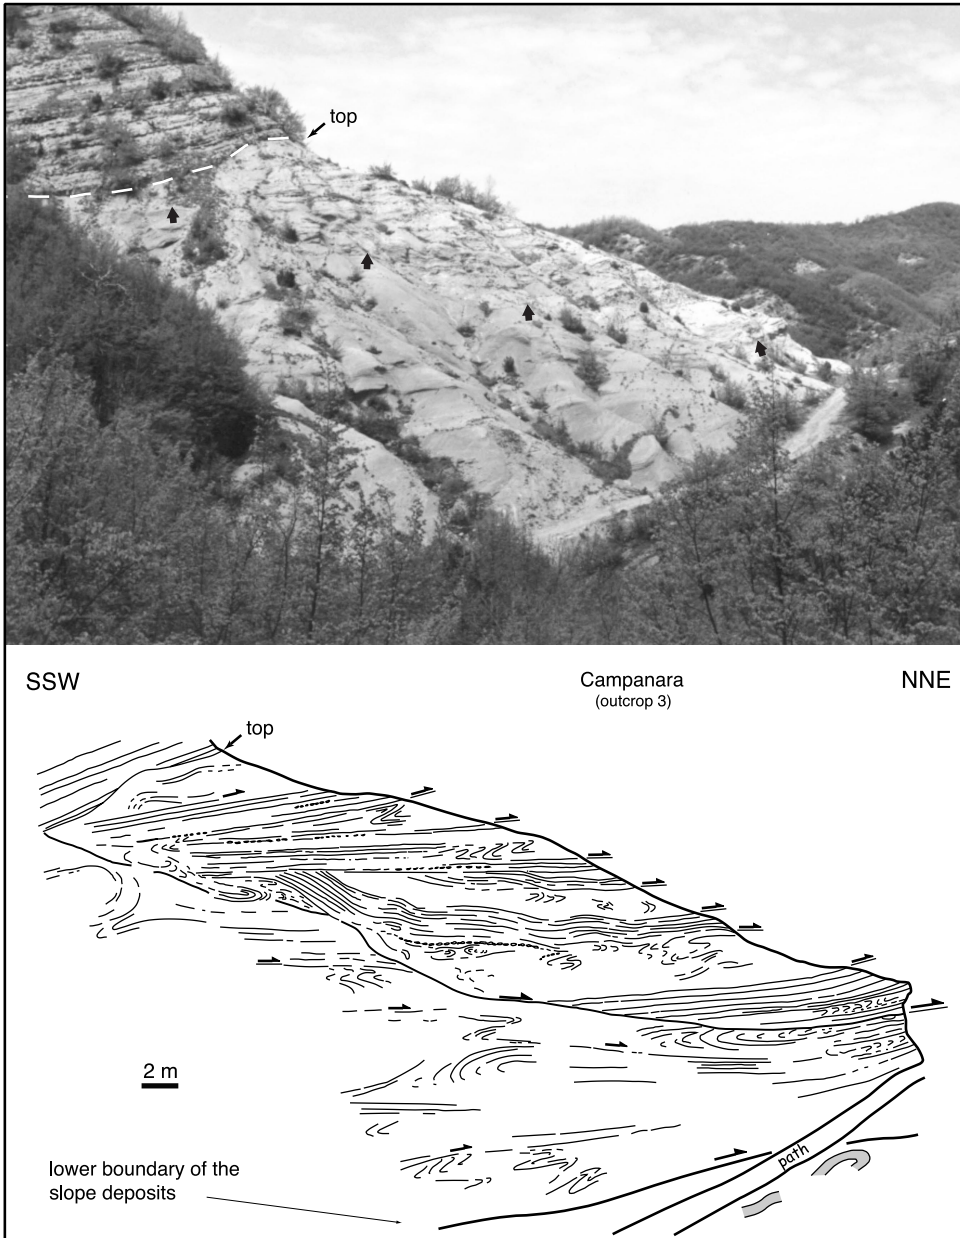 top
SSW
Campanara
(outcrop 3)
NNE
top
2 m
path
lower boundary of the
slope deposits